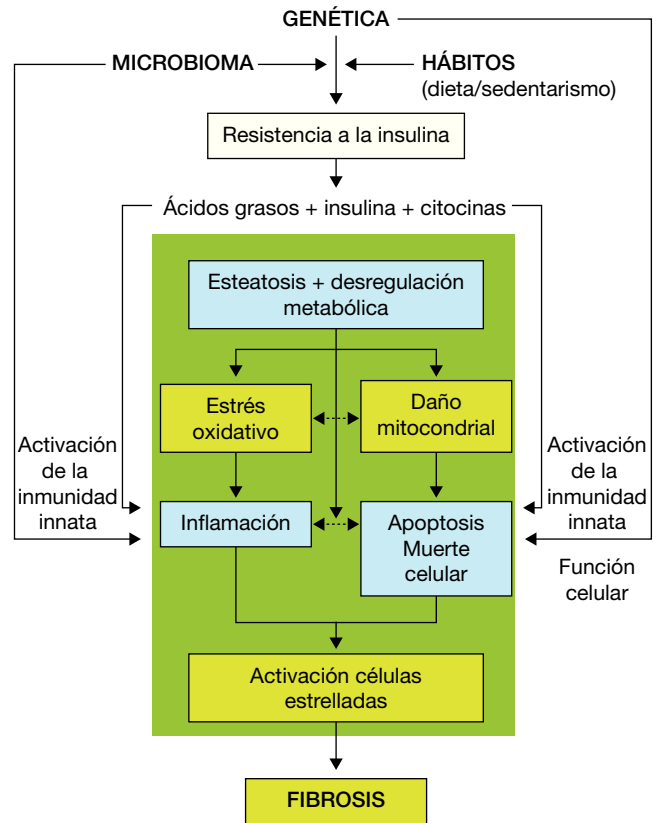 GENÉTICA
MICROBIOMA
HÁBITOS
(dieta/sedentarismo)
Resistencia a la insulina
Ácidos grasos + insulina + citocinas
Esteatosis + desregulación
metabólica
Estrés
oxidativo
Daño
mitocondrial
Activación
de la
inmunidad
innata
Inflamación
Apoptosis
Muerte
celular
Activación
de la
inmunidad
innata
Función
celular
Activación células
estrelladas
FIBROSIS